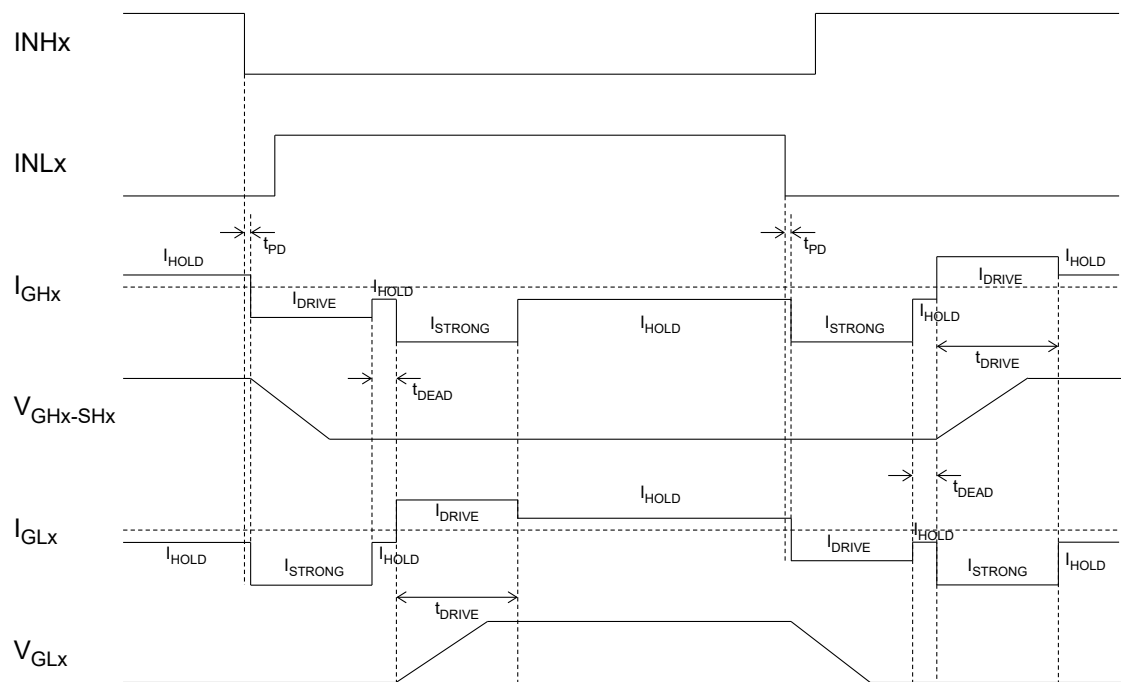 INHx
INLx
tPD
tPD
IHOLD
IHOLD
IGHx
IDRIVE
IHOLD
IDRIVE
ISTRONG
IHOLD
ISTRONG
IHOLD
tDRIVE
tDEAD
VGHx-SHx
tDEAD
IHOLD
IDRIVE
IGLx
IHOLD
IHOLD
IHOLD
IDRIVE
IHOLD
ISTRONG
ISTRONG
tDRIVE
tDRIVE
VGLx